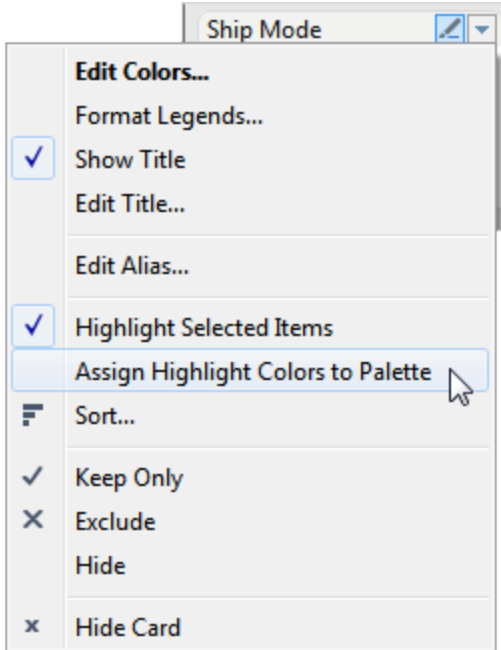 Ship Mode
Edit Colors...
Format Legends...
Show Title
Edit Title...
Edit Alias...
Highlight Selected Items
Assign Highlight Colors to Palette
Sort...
Keep Only
Exclude
Hide
Hide Card